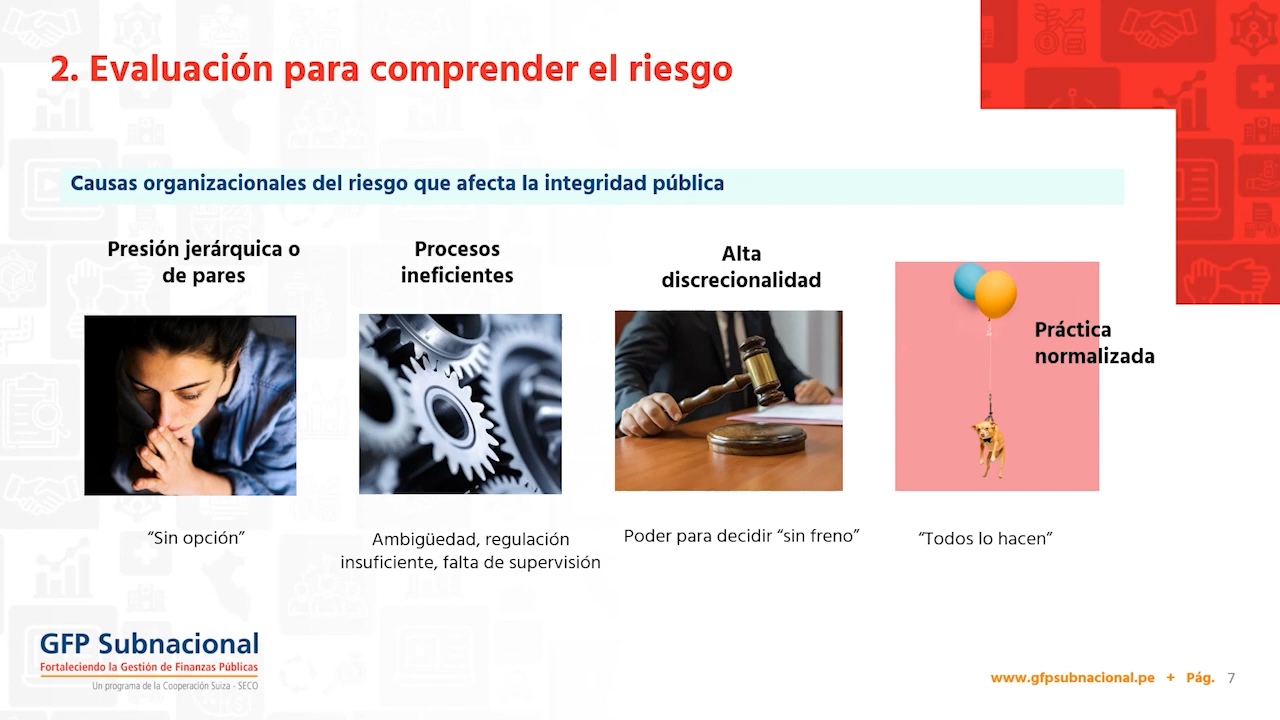 2. Evaluación para comprender el riesgo
Causas organizacionales del riesgo que afecta la integridad pública
Presión jerárquica o
de pares
"Sin opción"
Procesos
ineficientes
Ambigüedad, regulación
insuficiente, falta de supervisión
Alta
discrecionalidad
Poder para decidir "sin freno"
Práctica
normalizada
"Todos lo hacen"
GFP Subnacional
Fortaleciendo la Gestión de Finanzas Públicas
Un programa de la Cooperación Suiza - SECO
www.gfpsubnacional.pe + Pág. 7